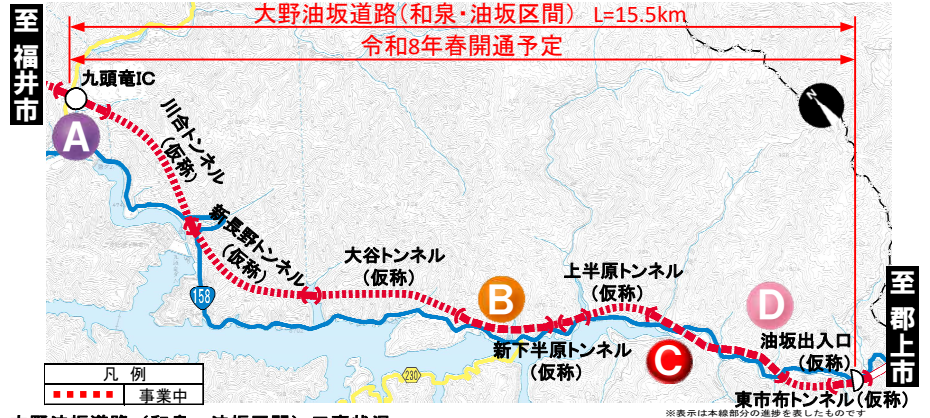 大野油坂道路（和泉・油坂区間） L=15.5km
令和8年春開通予定
至 福井市
九頭竜IC
A
川合トンネル
（仮称）
新長野トンネル
（仮称）
158
大谷トンネル
（仮称）
B
新下半原トンネル
（仮称）
上半原トンネル
（仮称）
C
D
油坂出入口
（仮称）
東市布トンネル（仮称）
至 郡上市
N
230
凡 例
事業中
※表示は本線部分の進捗を表したものです